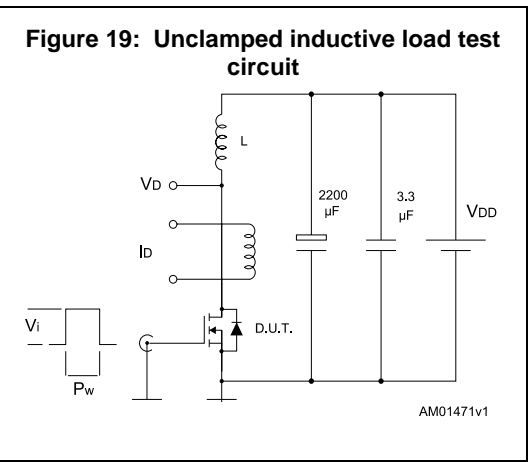 Figure 19: Unclamped inductive load test
circuit
L
VD
2200
µF
3.3
µF
VDD
ID
Vi
D.U.T.
Pw
AM01471v1